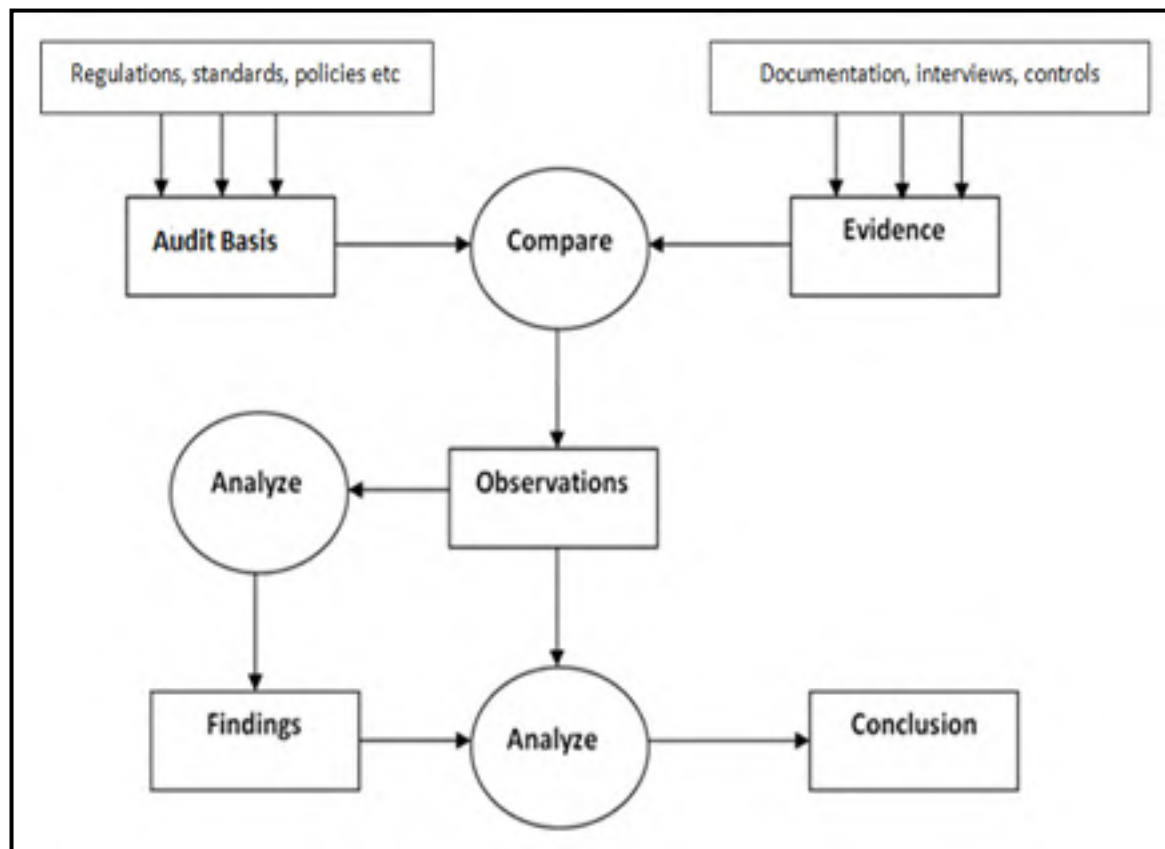 Regulations, standards, policies etc
Documentation, interviews, controls
Audit Basis
Compare
Evidence
Analyze
Observations
Findings
Analyze
Conclusion